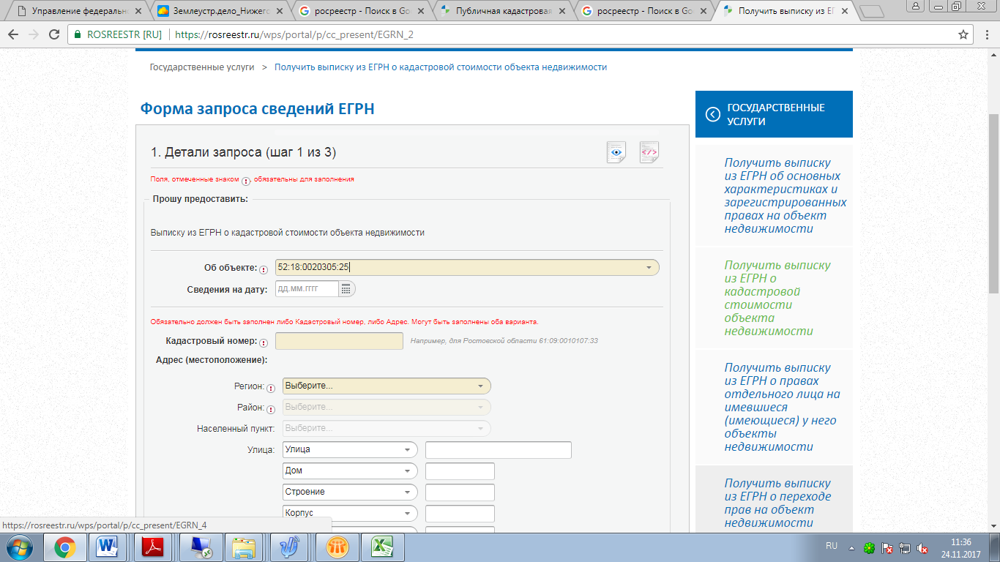 Управление федеральн
Землеустр.дело_Нижего
росреестр - Поиск в Go
Публичная кадастровая
росреестр - Поиск в Go
Получить выписку из ЕГ
ROSREESTR [RU]
https://rosreestr.ru/wps/portal/p/cc_present/EGRN_2
Государственные услуги > Получить выписку из ЕГРН о кадастровой стоимости объекта недвижимости
Форма запроса сведений ЕГРН
1. Детали запроса (шаг 1 из 3)
Поля, отмеченные знаком , обязательны для заполнения
Прошу предоставить:
Выписку из ЕГРН о кадастровой стоимости объекта недвижимости
Об объекте: 52:18:0020305:25
Сведения на дату: дд.мм.гггг
Обязательно должен быть заполнен либо Кадастровый номер, либо Адрес. Могут быть заполнены оба варианта.
Кадастровый номер: Например, для Ростовской области 61:09:0010107:33
Адрес (местоположение):
Регион: Выберите...
Район: Выберите...
Населенный пункт: Выберите...
Улица: Улица
Дом
Строение
Корпус
ГОСУДАРСТВЕННЫЕ
УСЛУГИ
Получить выписку
из ЕГРН об основных
характеристиках и
зарегистрированных
правах на объект
недвижимости
Получить выписку
из ЕГРН о
кадастровой
стоимости
объекта
недвижимости
Получить выписку
из ЕГРН о правах
отдельного лица на
имевшиеся
(имеющиеся) у него
объекты
недвижимости
Получить выписку
из ЕГРН о переходе
прав на объект
недвижимости
https://rosreestr.ru/wps/portal/p/cc_present/EGRN_4
RU
11:36
24.11.2017